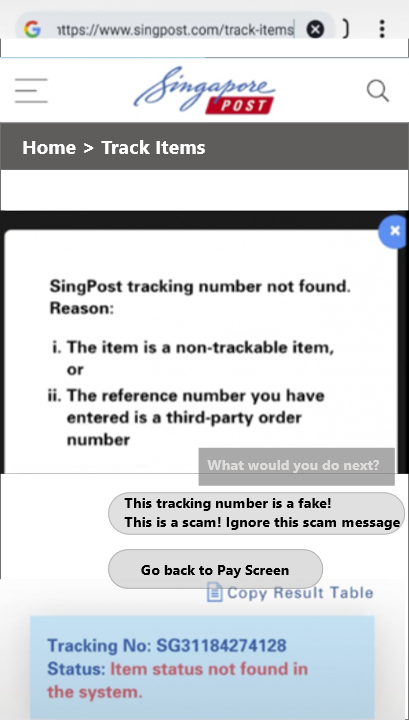 https://www.singpost.com/track-items
Singapore
POST
Home > Track Items
SingPost tracking number not found.
Reason:
i. The item is a non-trackable item,
or
ii. The reference number you have
entered is a third-party order
number
What would you do next?
This tracking number is a fake!
This is a scam! Ignore this scam message
Go back to Pay Screen
Copy Result Table
Tracking No: SG31184274128
Status: Item status not found in
the system.